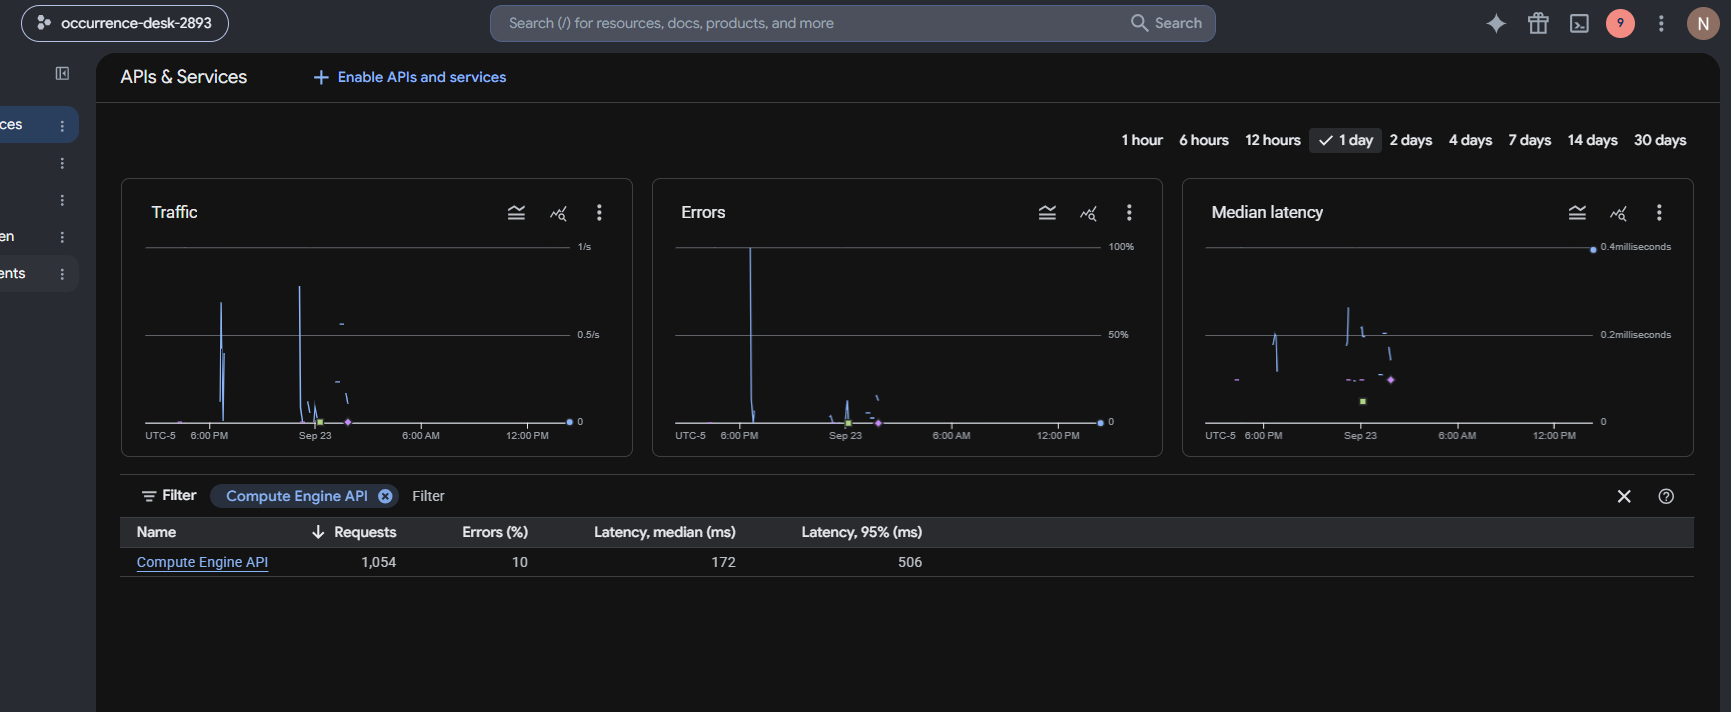 occurrence-desk-2893
Search (/) for resources, docs, products, and more
Search
9
N
ces
en
ents
APIs & Services
Enable APIs and services
1 hour 6 hours 12 hours 1 day 2 days 4 days 7 days 14 days 30 days
Traffic
1/s
0.5/s
0
UTC-5 6:00 PM Sep 23 6:00 AM 12:00 PM
Errors
100%
50%
0
UTC-5 6:00 PM Sep 23 6:00 AM 12:00 PM
Median latency
0.4milliseconds
0.2milliseconds
0
UTC-5 6:00 PM Sep 23 6:00 AM 12:00 PM
Filter Compute Engine API Filter
Name Requests Errors (%) Latency, median (ms) Latency, 95% (ms)
Compute Engine API 1,054 10 172 506